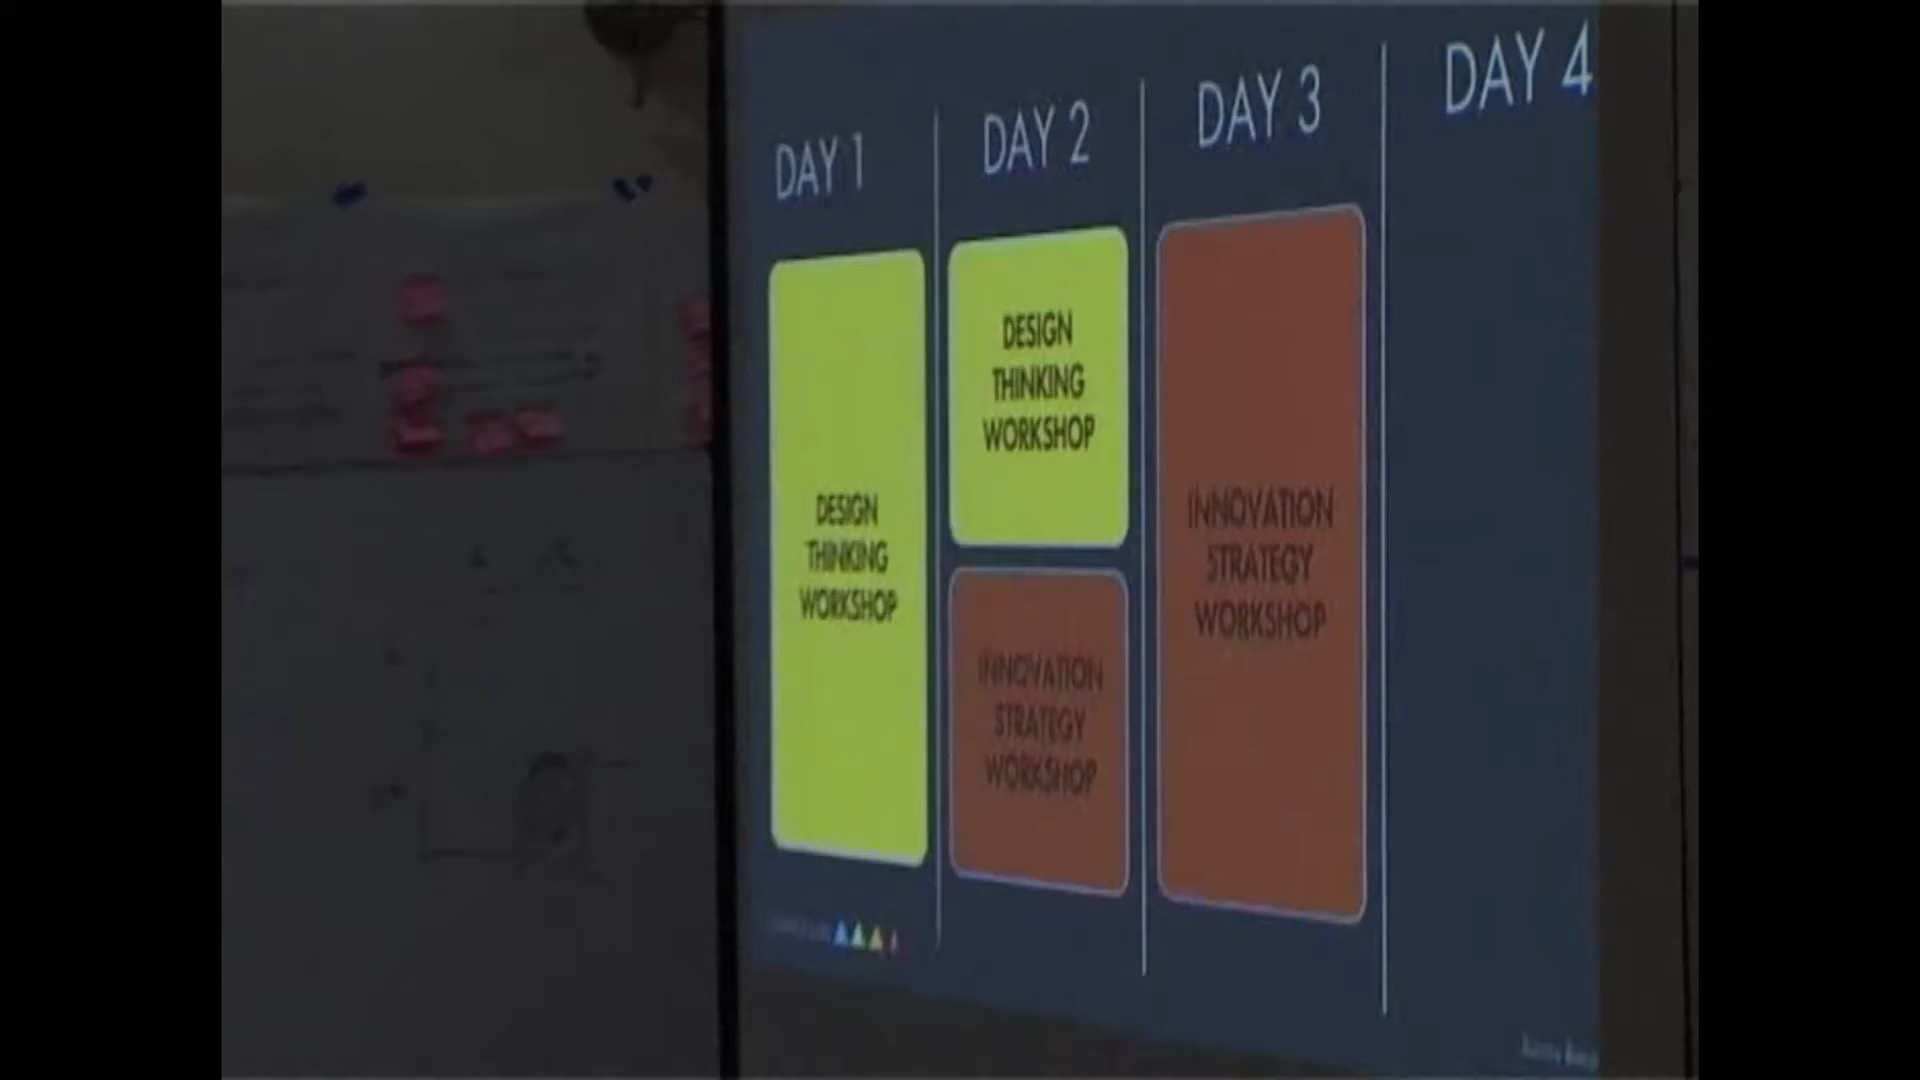 DAY 1
DAY 2
DAY 3
DAY 4
DESIGN
THINKING
WORKSHOP
DESIGN
THINKING
WORKSHOP
INNOVATION
STRATEGY
WORKSHOP
INNOVATION
STRATEGY
WORKSHOP